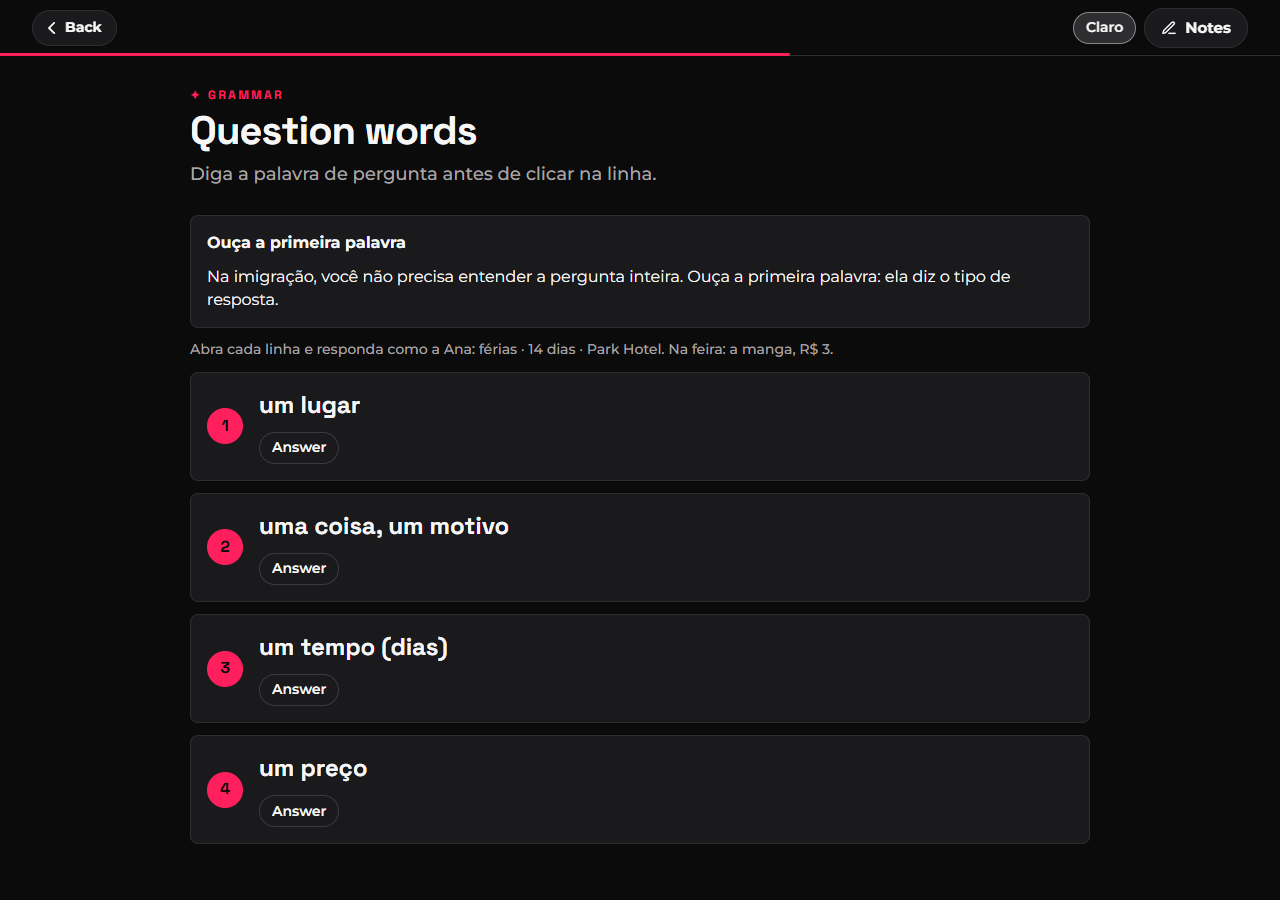 Back
Claro
Notes
✦ GRAMMAR
Question words
Diga a palavra de pergunta antes de clicar na linha.
Ouça a primeira palavra
Na imigração, você não precisa entender a pergunta inteira. Ouça a primeira palavra: ela diz o tipo de
resposta.
Abra cada linha e responda como a Ana: férias · 14 dias · Park Hotel. Na feira: a manga, R$ 3.
1
um lugar
Answer
2
uma coisa, um motivo
Answer
3
um tempo (dias)
Answer
4
um preço
Answer